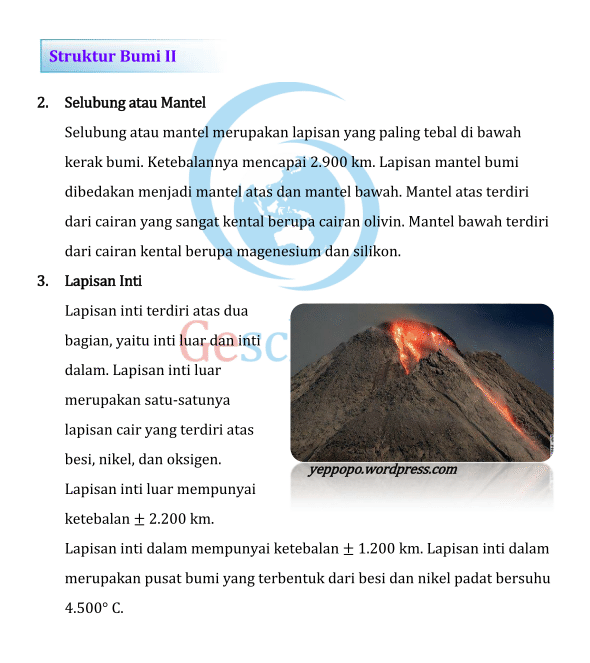 Struktur Bumi II
2. Selubung atau Mantel
Selubung atau mantel merupakan lapisan yang paling tebal di bawah
kerak bumi. Ketebalannya mencapai 2.900 km. Lapisan mantel bumi
dibedakan menjadi mantel atas dan mantel bawah. Mantel atas terdiri
dari cairan yang sangat kental berupa cairan olivin. Mantel bawah terdiri
dari cairan kental berupa magenesium dan silikon.
3. Lapisan Inti
Lapisan inti terdiri atas dua
bagian, yaitu inti luar dan inti
dalam. Lapisan inti luar
merupakan satu-satunya
lapisan cair yang terdiri atas
besi, nikel, dan oksigen.
Lapisan inti luar mempunyai
ketebalan ± 2.200 km.
Gesc
yeppopo.wordpress.com
Lapisan inti dalam mempunyai ketebalan ± 1.200 km. Lapisan inti dalam
merupakan pusat bumi yang terbentuk dari besi dan nikel padat bersuhu
4.500° C.